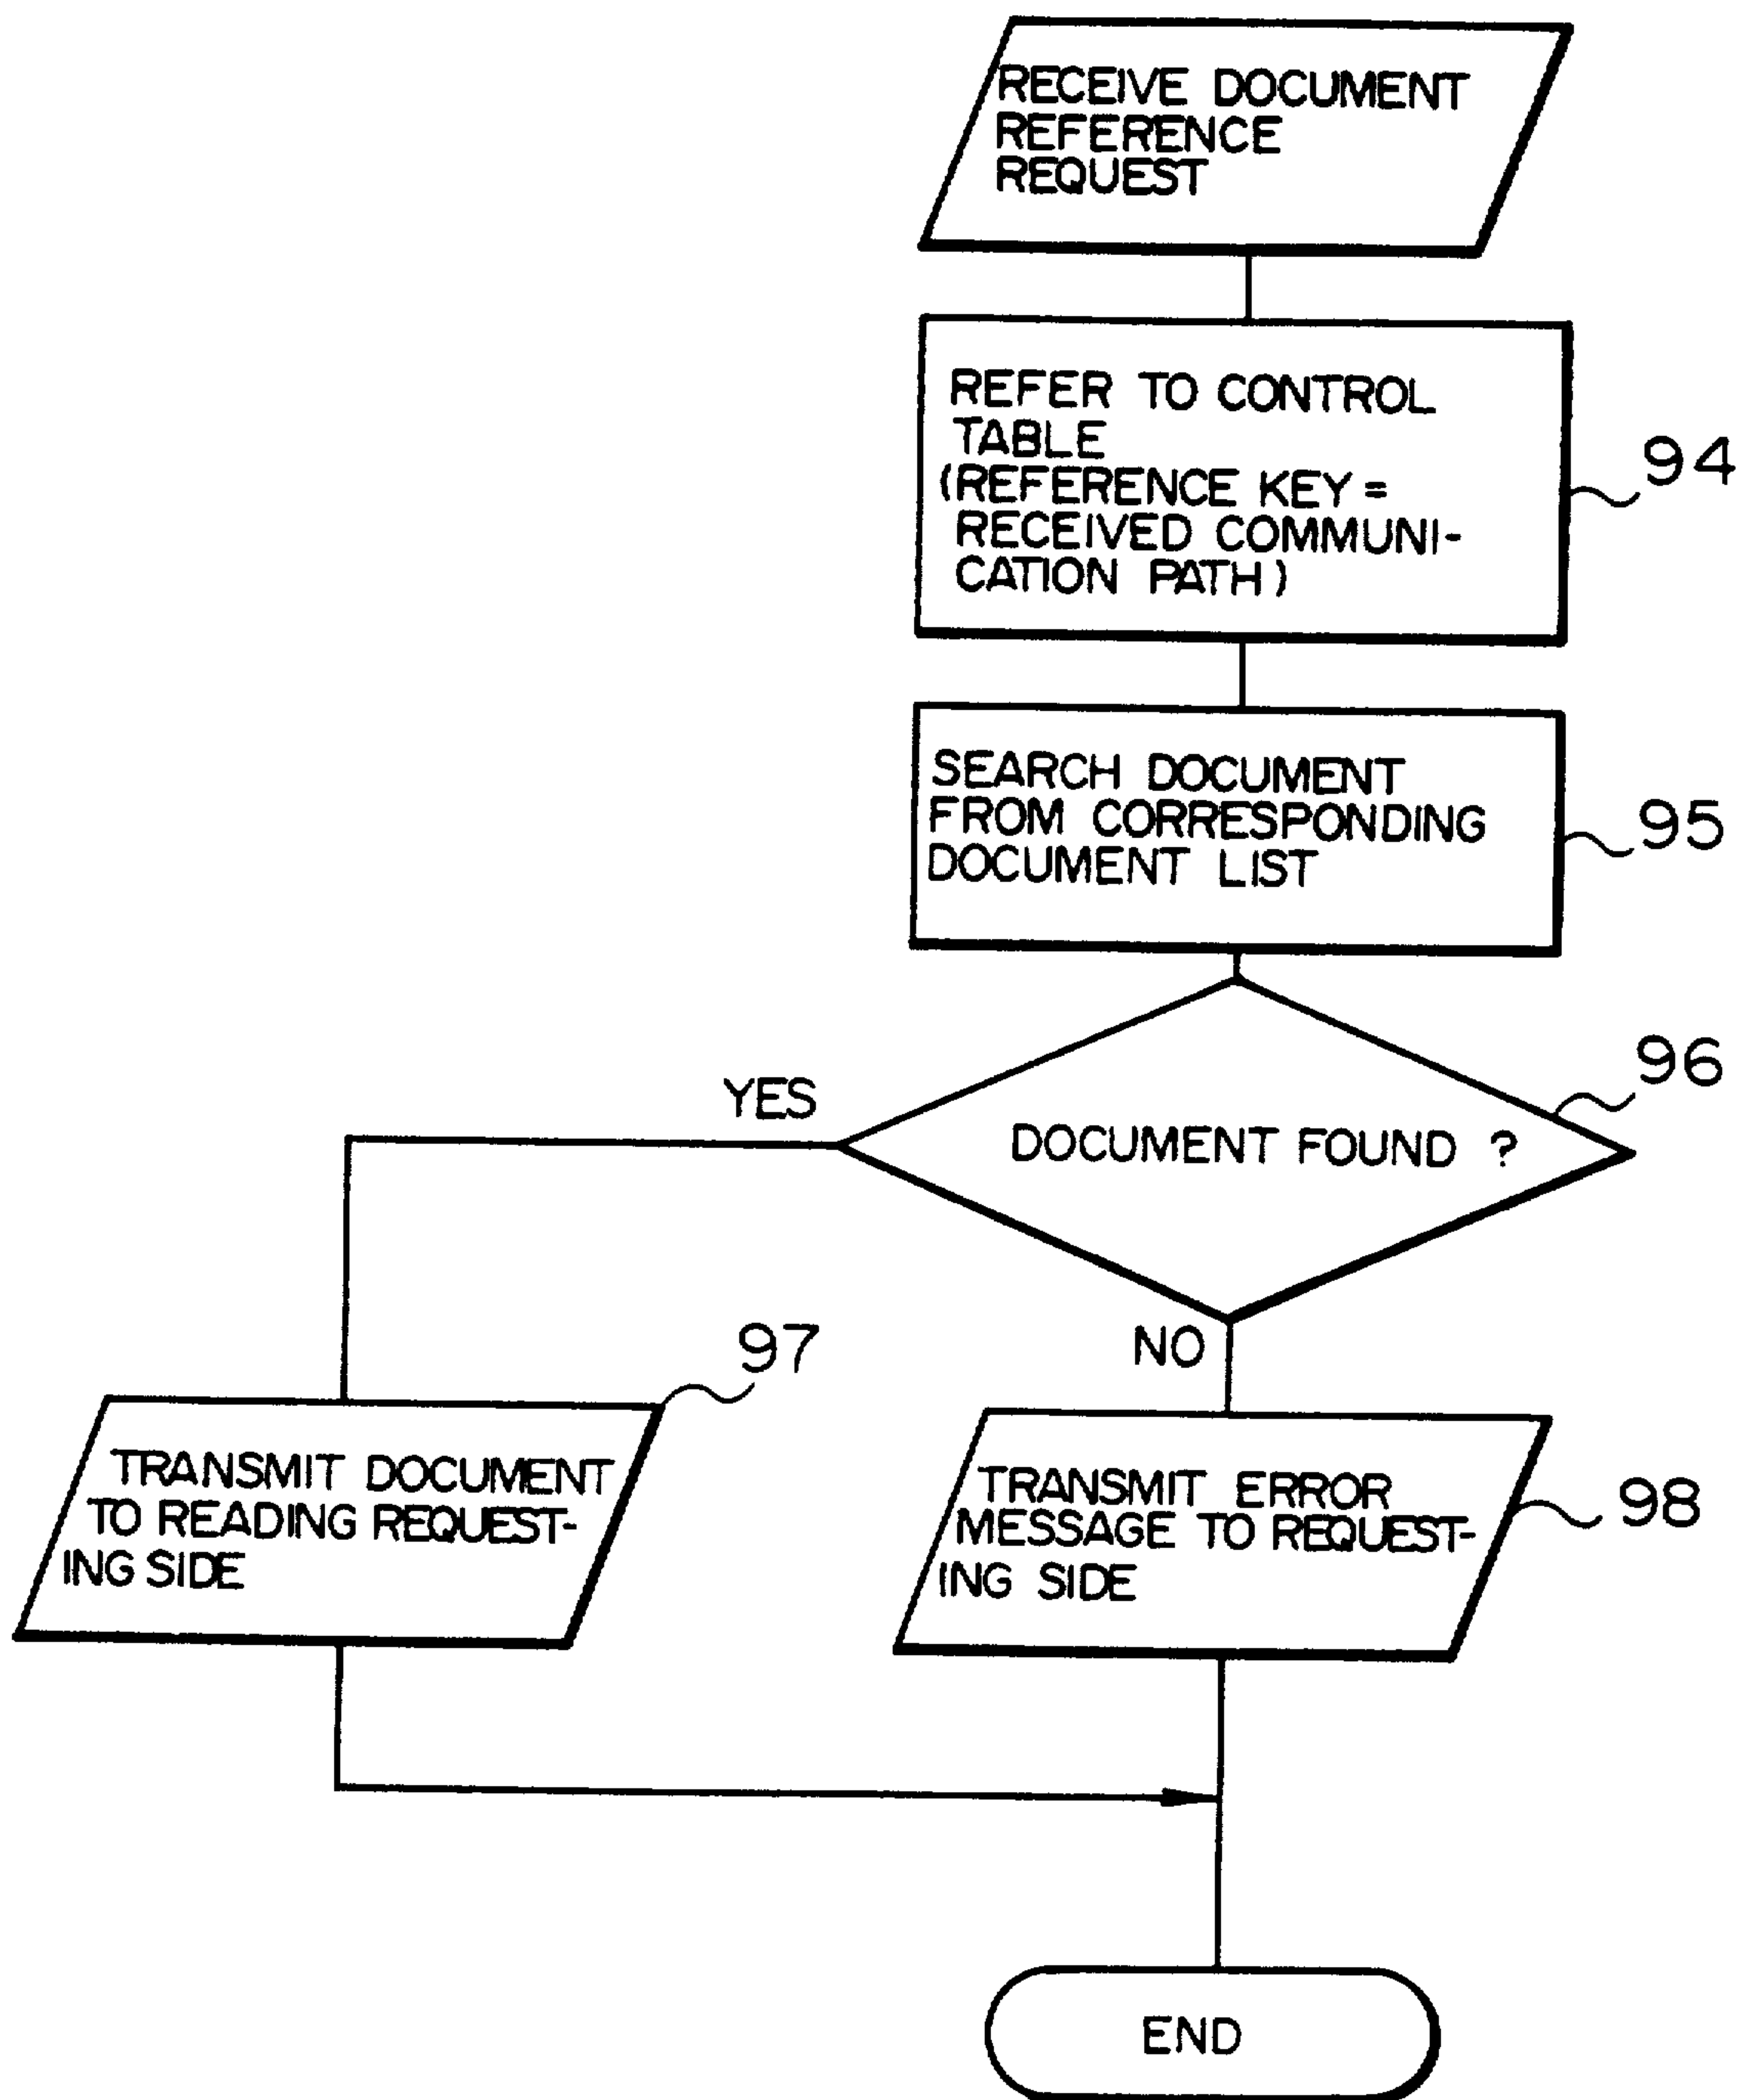 RECEIVE DOCUMENT
REFERENCE
REQUEST
REFER TO CONTROL
TABLE
(REFERENCE KEY =
RECEIVED COMMUNI-
CATION PATH)
94
SEARCH DOCUMENT
FROM CORRESPONDING
DOCUMENT LIST
95
96
YES
DOCUMENT FOUND ?
NO
97
TRANSMIT DOCUMENT
TO READING REQUEST-
ING SIDE
TRANSMIT ERROR
MESSAGE TO REQUEST-
ING SIDE
98
END